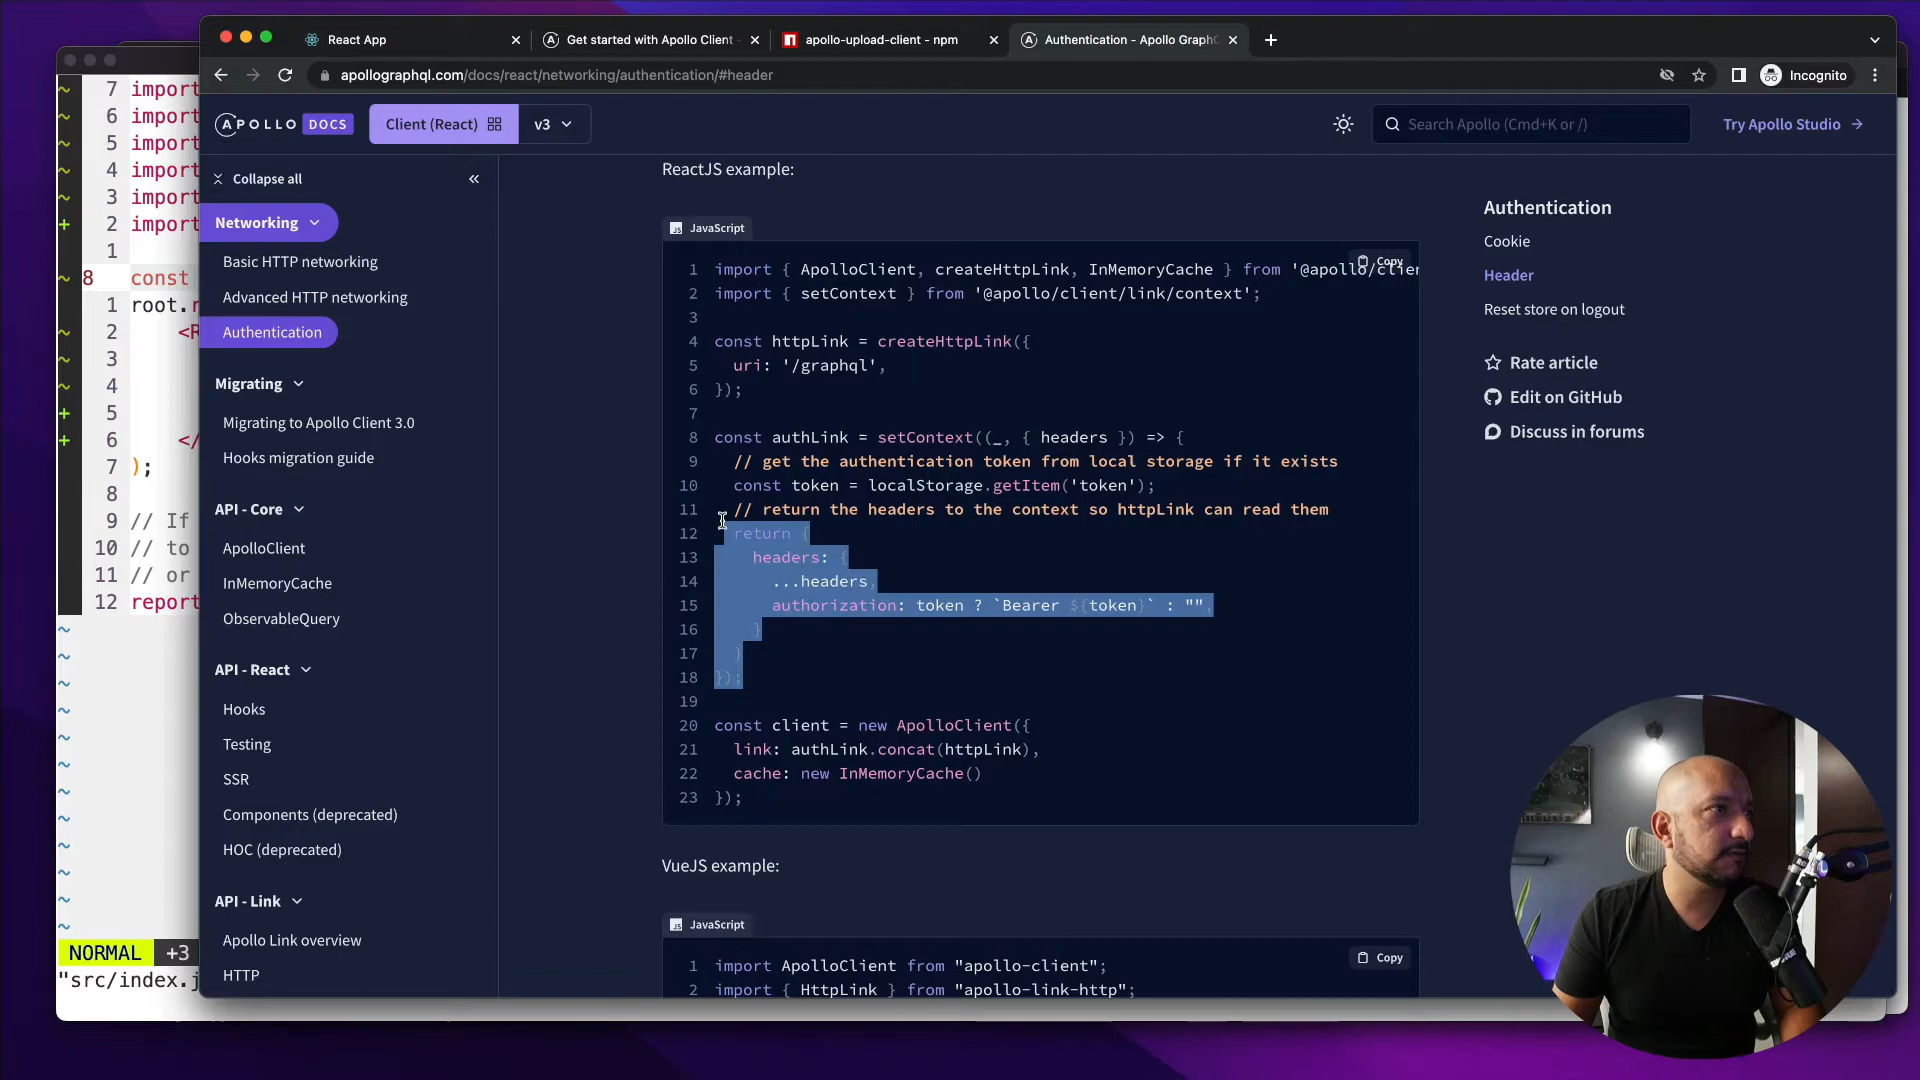 React App
Get started with Apollo Client
apollo-upload-client - npm
Authentication - Apollo GraphQ
apollographql.com/docs/react/networking/authentication/#header
Incognito
APOLLO DOCS
Client (React)
v3
Search Apollo (Cmd+K or /)
Try Apollo Studio
7 import
6 import
5 import
4 import
3 import
2 import
1
8 const
1 root.r
2 <R
3
4
5
6 </
7 );
8
9 // If
10 // to
11 // or
12 report
~
~
~
~
~
~
~
~
~
~
~
~
NORMAL +3
"src/index.j
Collapse all
Networking
Basic HTTP networking
Advanced HTTP networking
Authentication
Migrating
Migrating to Apollo Client 3.0
Hooks migration guide
API - Core
ApolloClient
InMemoryCache
ObservableQuery
API - React
Hooks
Testing
SSR
Components (deprecated)
HOC (deprecated)
API - Link
Apollo Link overview
HTTP
ReactJS example:
JavaScript
Copy
1 import { ApolloClient, createHttpLink, InMemoryCache } from '@apollo/clien
2 import { setContext } from '@apollo/client/link/context';
3
4 const httpLink = createHttpLink({
5 uri: '/graphql',
6 });
7
8 const authLink = setContext((_, { headers }) => {
9 // get the authentication token from local storage if it exists
10 const token = localStorage.getItem('token');
11 // return the headers to the context so httpLink can read them
12 return {
13 headers: {
14 ...headers,
15 authorization: token ? `Bearer ${token}` : "",
16 }
17 }
18 });
19
20 const client = new ApolloClient({
21 link: authLink.concat(httpLink),
22 cache: new InMemoryCache()
23 });
VueJS example:
JavaScript
Copy
1 import ApolloClient from "apollo-client";
2 import { HttpLink } from "apollo-link-http";
Authentication
Cookie
Header
Reset store on logout
Rate article
Edit on GitHub
Discuss in forums